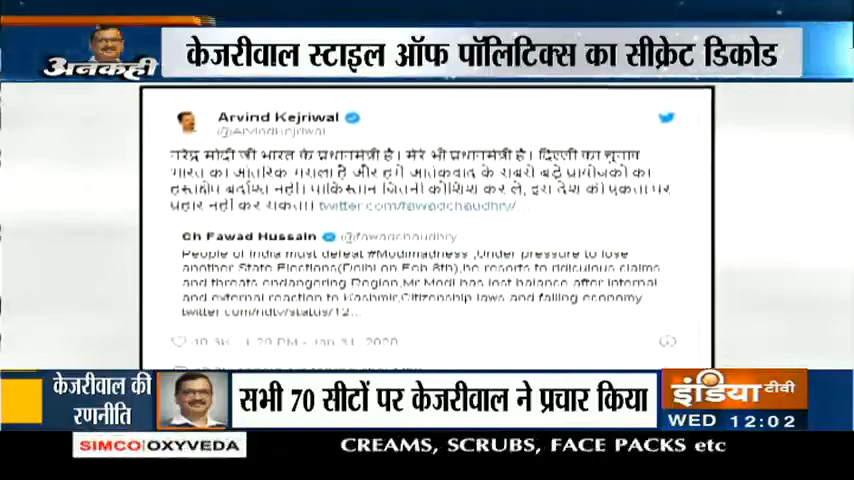 केजरीवाल स्टाइल ऑफ पॉलिटिक्स का सीक्रेट डिकोड
अनकही
Arvind Kejriwal
@ArvindKejriwal
नरेंद्र मोदी जी भारत के प्रधानमंत्री है। मेरे भी प्रधानमंत्री है। दिल्ली का चुनाव
भारत का आंतरिक मसला है और हमें आतंकवाद के सबसे बड़े प्रायोजकों का
हस्तक्षेप बर्दाश्त नहीं। पाकिस्तान जितनी कोशिश कर ले, इस देश की एकता पर
प्रहार नहीं कर सकता। twitter.com/fawadchaudhry/...
Ch Fawad Hussain @fawadchaudhry
People of India must defeat #Modimadness ,Under pressure to lose
another State Elections(Delhi on Feb 8th),he resorts to ridiculous claims
and threats endangering Region,Mr Modi has lost balance after internal
and external reaction to Kashmir,Citizenship laws and failing economy
twitter.com/ndtv/status/12...
1:29 PM - Jan 31, 2020
केजरीवाल की
रणनीति
सभी 70 सीटों पर केजरीवाल ने प्रचार किया
इंडिया टीवी
WED 12:02
SIMCO OXYVEDA
CREAMS, SCRUBS, FACE PACKS etc